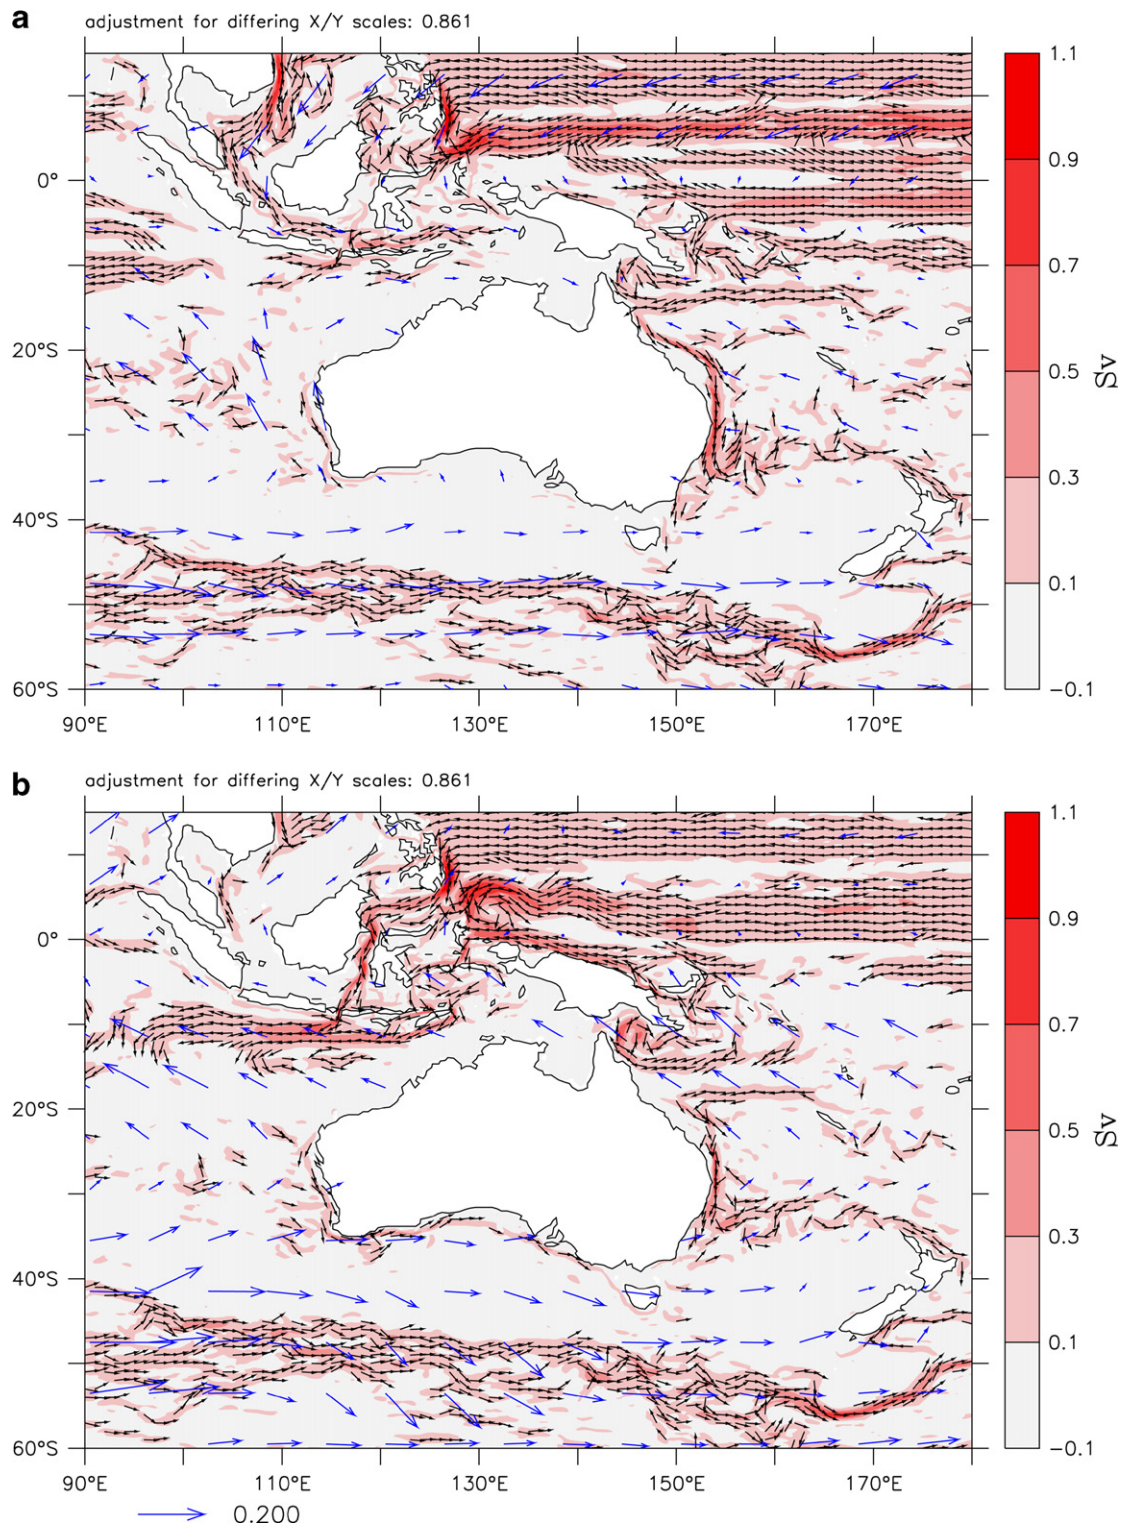 a
adjustment for differing X/Y scales: 0.861
1.1
0.9
0.7
0.5
0.3
0.1
−0.1
Sv
0°
20°S
40°S
60°S
90°E 110°E 130°E 150°E 170°E
b
adjustment for differing X/Y scales: 0.861
1.1
0.9
0.7
0.5
0.3
0.1
−0.1
Sv
0°
20°S
40°S
60°S
90°E 110°E 130°E 150°E 170°E
0.200